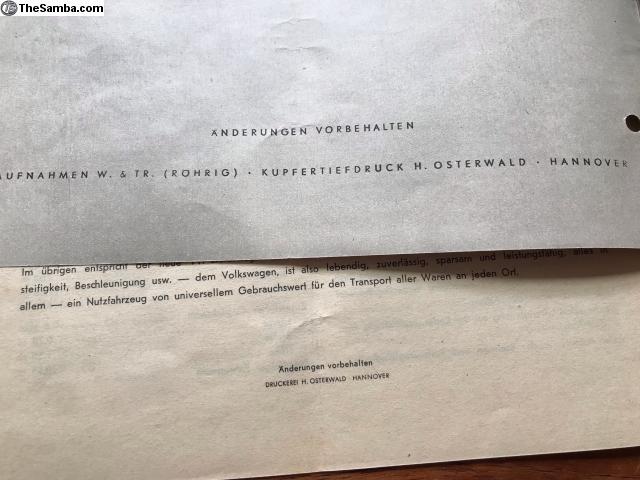 TheSamba.com
ÄNDERUNGEN VORBEHALTEN
AUFNAHMEN W. & TR. (RÖHRIG) · KUPFERTIEFDRUCK H. OSTERWALD · HANNOVER
Im übrigen entspricht der neue
steifigkeit, Beschleunigung usw. — dem Volkswagen, ist also lebendig, zuverlässig, sparsam und leistungsfähig, alles in
allem — ein Nutzfahrzeug von universellem Gebrauchswert für den Transport aller Waren an jeden Ort.
Änderungen vorbehalten
DRUCKEREI H. OSTERWALD HANNOVER